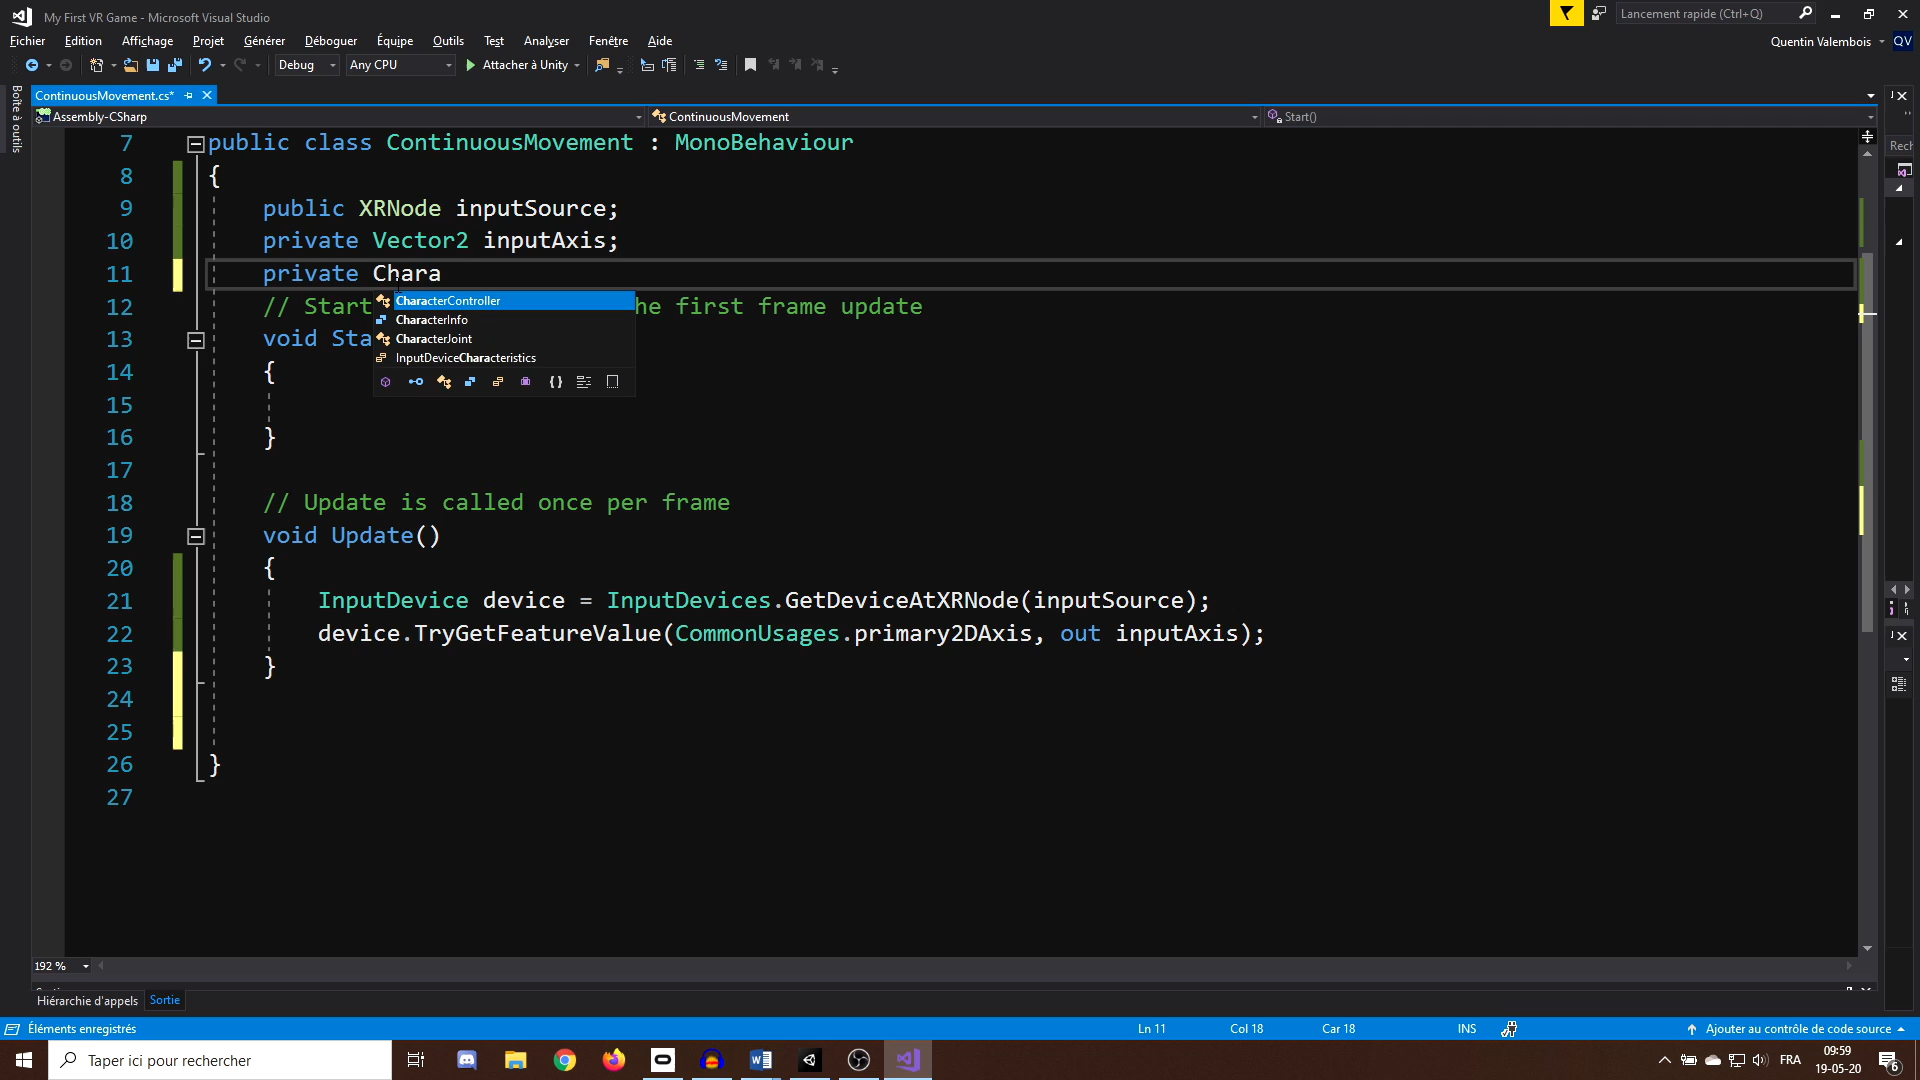 My First VR Game - Microsoft Visual Studio
Lancement rapide (Ctrl+Q)
Fichier Edition Affichage Projet Générer Déboguer Équipe Outils Test Analyser Fenêtre Aide
Quentin Valembois QV
Debug Any CPU Attacher à Unity
Boîte à outils
ContinuousMovement.cs*
Assembly-CSharp ContinuousMovement Start()
Rech
7 public class ContinuousMovement : MonoBehaviour
8 {
9 public XRNode inputSource;
10 private Vector2 inputAxis;
11 private Chara
12 // Start he first frame update
CharacterController
CharacterInfo
13 void Sta
CharacterJoint
InputDeviceCharacteristics
14 {
15
16 }
17
18 // Update is called once per frame
19 void Update()
20 {
21 InputDevice device = InputDevices.GetDeviceAtXRNode(inputSource);
22 device.TryGetFeatureValue(CommonUsages.primary2DAxis, out inputAxis);
23 }
24
25
26 }
27
192 %
Hiérarchie d'appels Sortie
Éléments enregistrés Ln 11 Col 18 Car 18 INS Ajouter au contrôle de code source
Taper ici pour rechercher
FRA
09:59
19-05-20
6